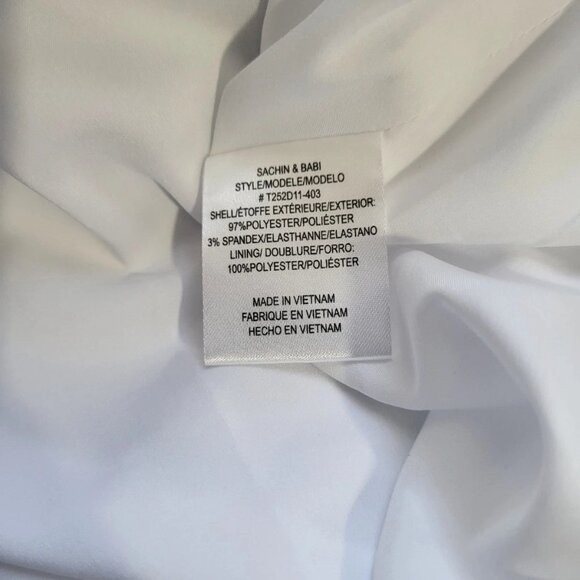 SACHIN & BABI
STYLE/MODELE/MODELO
# T252D11-403
SHELL/ÉTOFFE EXTÉRIEURE/EXTERIOR:
97%POLYESTER/POLIÉSTER
3% SPANDEX/ELASTHANNE/ELASTANO
LINING/ DOUBLURE/FORRO:
100%POLYESTER/POLIÉSTER
MADE IN VIETNAM
FABRIQUE EN VIETNAM
HECHO EN VIETNAM